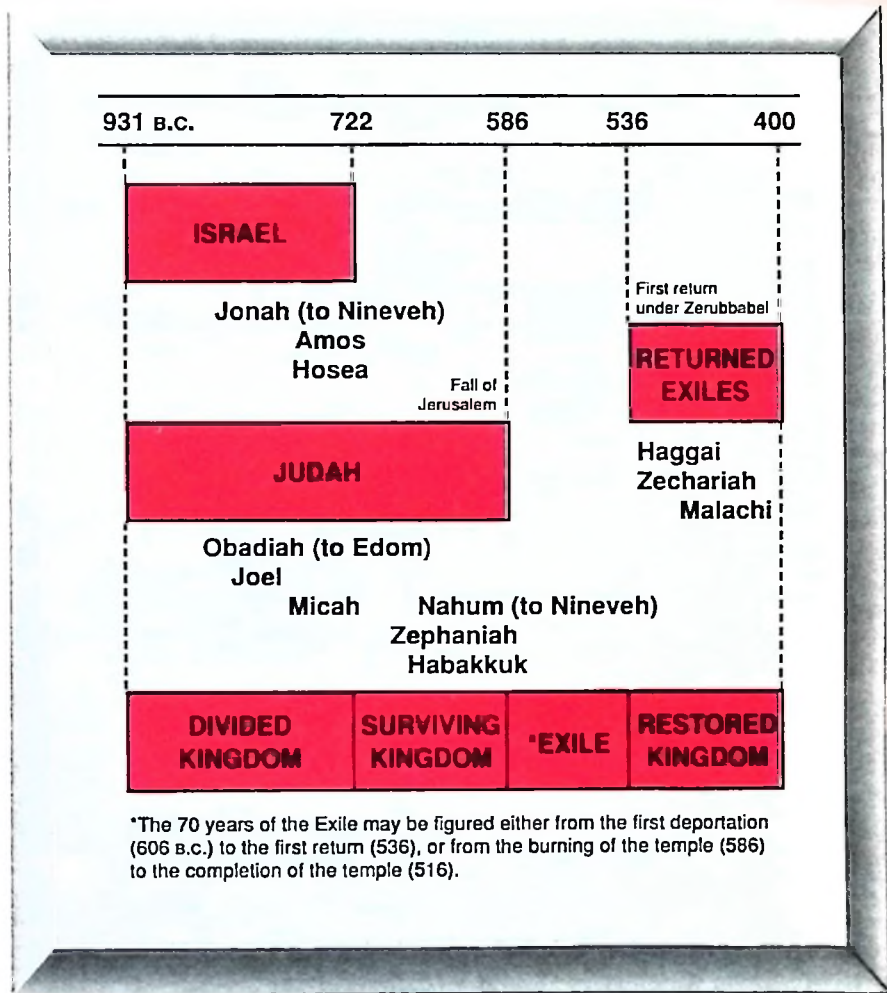 931 B.C. 722 586 536 400
ISRAEL
Jonah (to Nineveh)
Amos
Hosea
First return
under Zerubbabel
RETURNED
EXILES
Fall of
Jerusalem
JUDAH
Haggai
Zechariah
Malachi
Obadiah (to Edom)
Joel
Micah Nahum (to Nineveh)
Zephaniah
Habakkuk
DIVIDED
KINGDOM
SURVIVING
KINGDOM
*EXILE
RESTORED
KINGDOM
*The 70 years of the Exile may be figured either from the first deportation
(606 B.C.) to the first return (536), or from the burning of the temple (586)
to the completion of the temple (516).